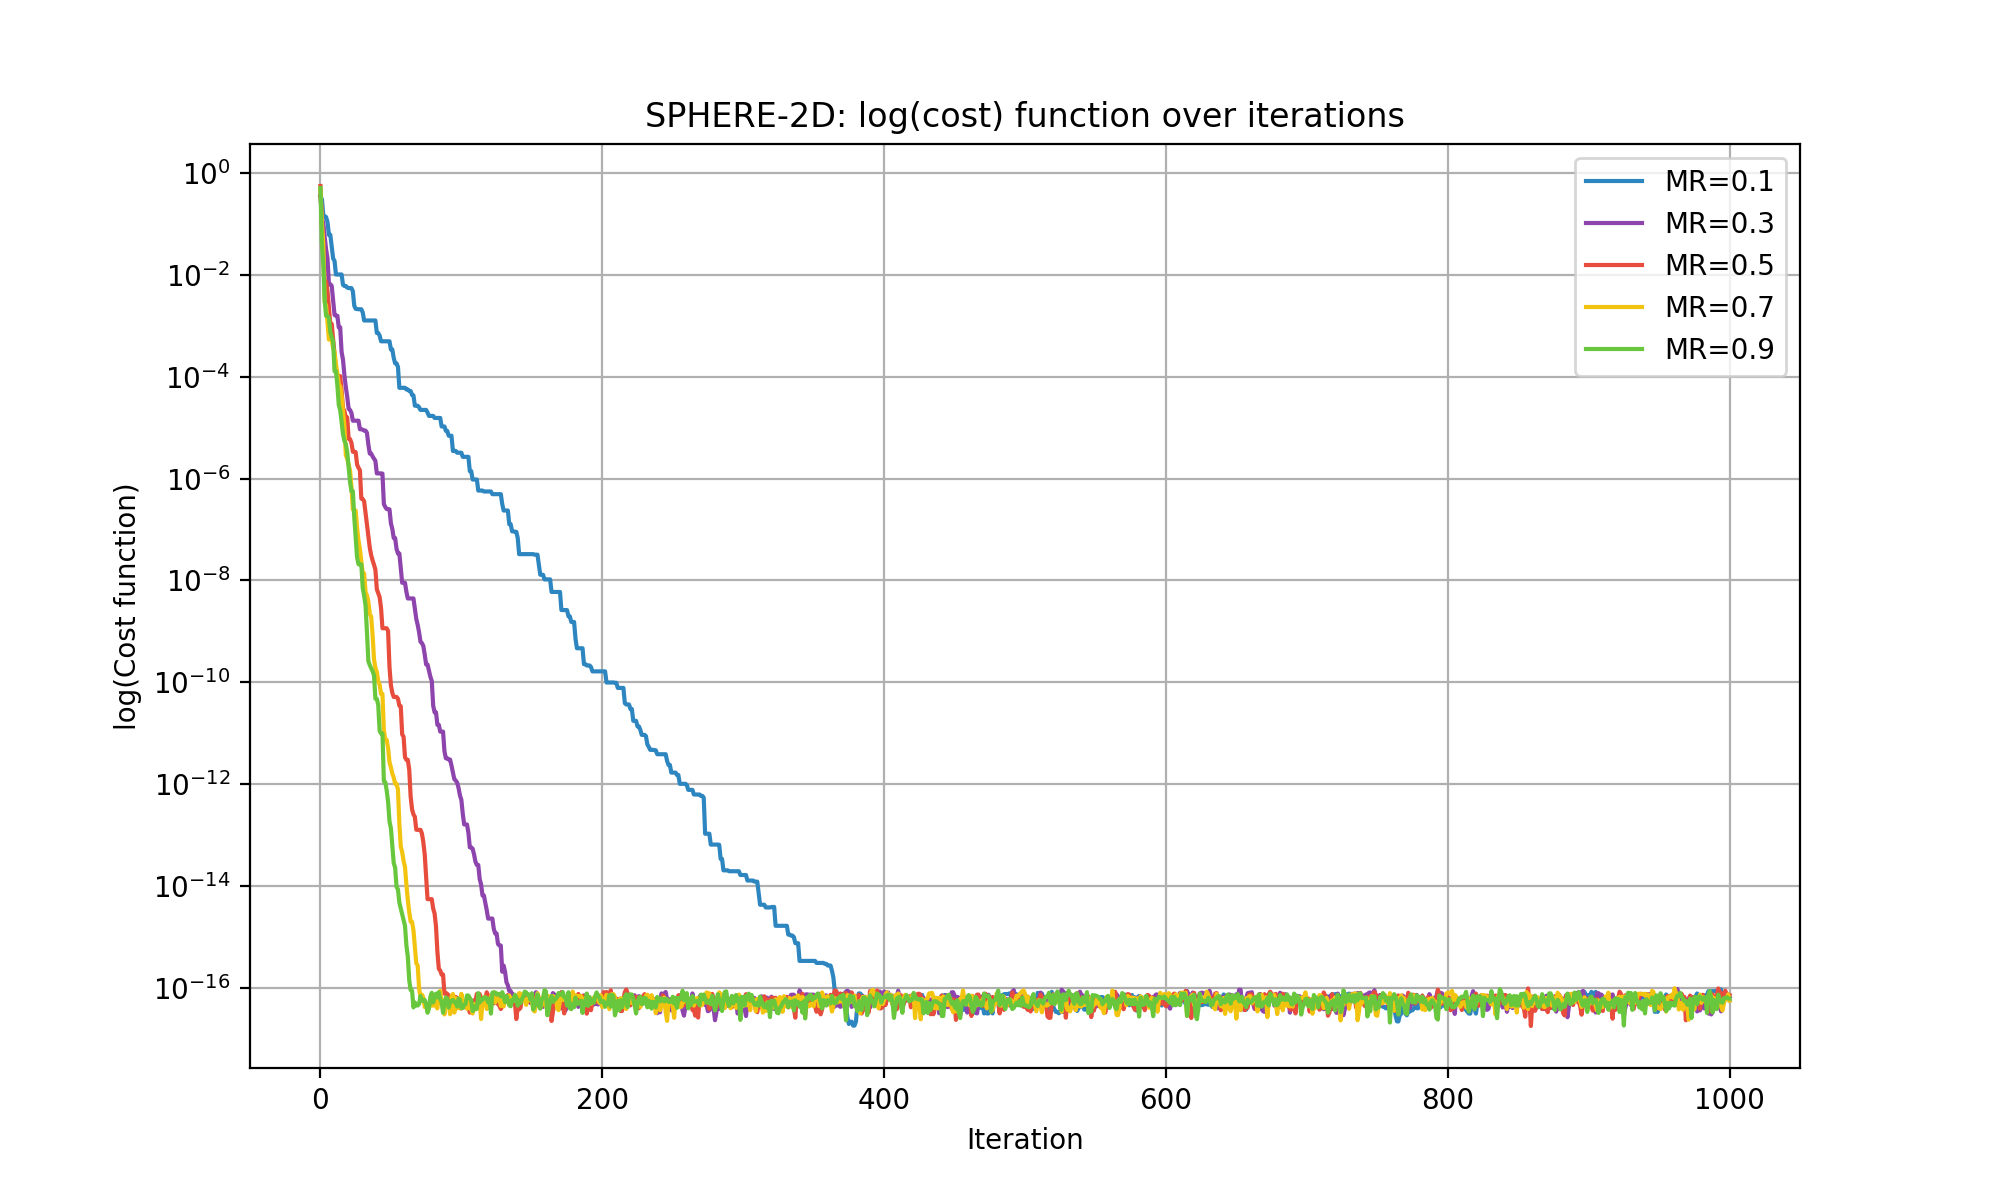 SPHERE-2D: log(cost) function over iterations
log(Cost function)
10⁰
10⁻²
10⁻⁴
10⁻⁶
10⁻⁸
10⁻¹⁰
10⁻¹²
10⁻¹⁴
10⁻¹⁶
MR=0.1
MR=0.3
MR=0.5
MR=0.7
MR=0.9
0 200 400 600 800 1000
Iteration